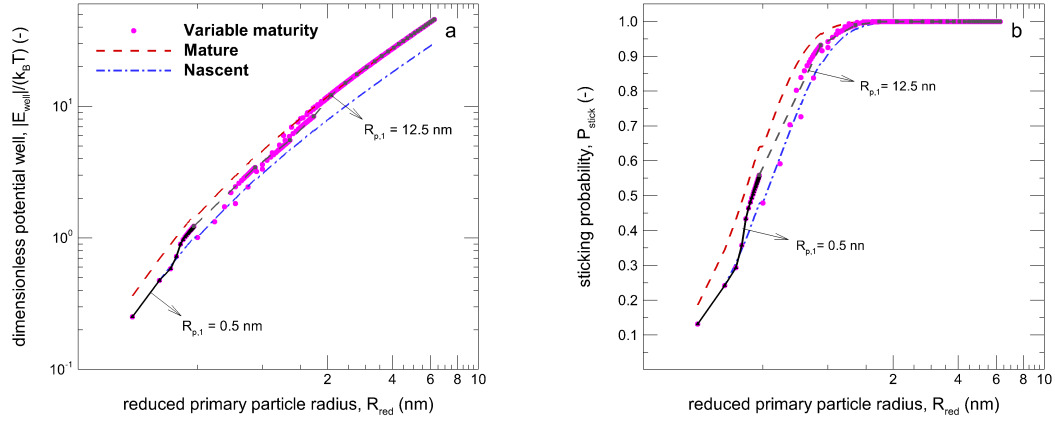 Variable maturity
Mature
Nascent
a
dimensionless potential well, |E_well|/(k_BT) (-)
10^1
10^0
10^-1
R_p,1 = 12.5 nm
R_p,1 = 0.5 nm
2 4 6 8 10
reduced primary particle radius, R_red (nm)
b
sticking probability, P_stick (-)
1.0
0.9
0.8
0.7
0.6
0.5
0.4
0.3
0.2
0.1
R_p,1 = 12.5 nm
R_p,1 = 0.5 nn
2 4 6 8 10
reduced primary particle radius, R_red (nm)